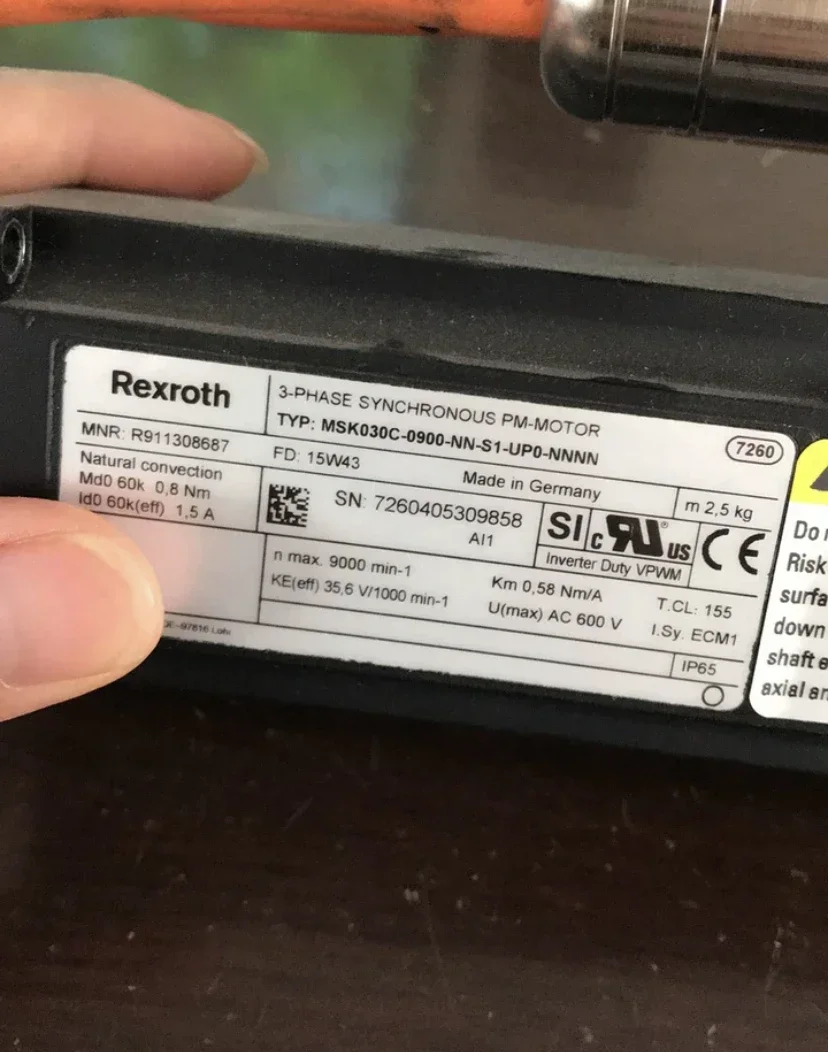 Rexroth
3-PHASE SYNCHRONOUS PM-MOTOR
TYP: MSK030C-0900-NN-S1-UP0-NNNN
7260
MNR: R911308687
FD: 15W43
Made in Germany
m 2,5 kg
Natural convection
Md0 60k 0,8 Nm
Id0 60k(eff) 1,5 A
SN: 7260405309858
AI1
SI
c RU® US
CE
Inverter Duty VPWM
n max. 9000 min-1
Km 0,58 Nm/A
T.CL: 155
KE(eff) 35,6 V/1000 min-1
U(max) AC 600 V
I.Sy. ECM1
IP65
Do
Risk
surfa
down
shaft
axial